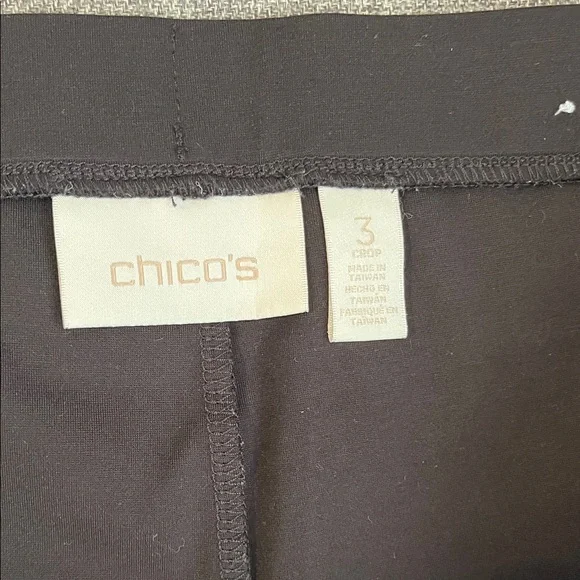 chico's
3
CROP
MADE IN
TAIWAN
HECHO EN
TAIWAN
FABRIQUÉ EN
TAIWAN